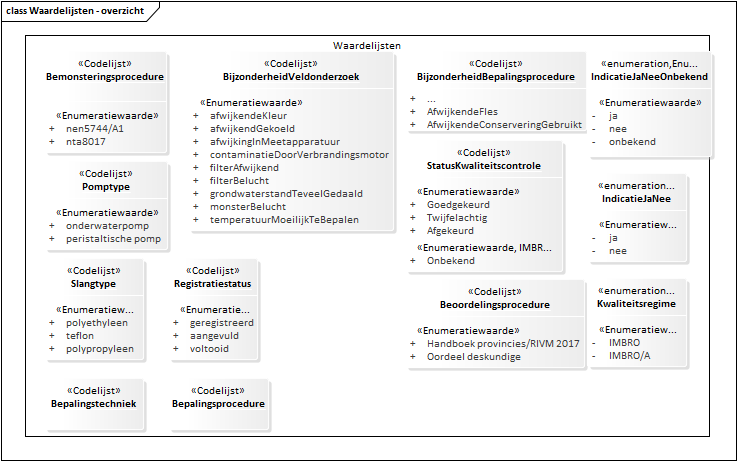 class Waardelijsten - overzicht
Waardelijsten
«Codelijst»
Bemonsteringsprocedure
«Enumeratiewaarde»
+ nen5744/A1
+ nta8017
«Codelijst»
BijzonderheidVeldonderzoek
«Enumeratiewaarde»
+ afwijkendeKleur
+ afwijkendGekoeld
+ afwijkingInMeetapparatuur
+ contaminatieDoorVerbrandingsmotor
+ filterAfwijkend
+ filterBelucht
+ grondwaterstandTeveelGedaald
+ monsterBelucht
+ temperatuurMoeilijkTeBepalen
«Codelijst»
BijzonderheidBepalingsprocedure
+ ...
+ AfwijkendeFles
+ AfwijkendeConserveringGebruikt
«enumeration,Enu...
IndicatieJaNeeOnbekend
«Enumeratiewaarde»
- ja
- nee
- onbekend
«Codelijst»
Pomptype
«Enumeratiewaarde»
+ onderwaterpomp
+ peristaltische pomp
«Codelijst»
StatusKwaliteitscontrole
«Enumeratiewaarde»
+ Goedgekeurd
+ Twijfelachtig
+ Afgekeurd
«Enumeratiewaarde, IMBR...
+ Onbekend
«enumeration...
IndicatieJaNee
«Enumeratiew...
- ja
- nee
«Codelijst»
Slangtype
«Enumeratiew...
+ polyethyleen
+ teflon
+ polypropyleen
«Codelijst»
Registratiestatus
«Enumeratie...
+ geregistreerd
+ aangevuld
+ voltooid
«Codelijst»
Beoordelingsprocedure
«Enumeratiewaarde»
+ Handboek provincies/RIVM 2017
+ Oordeel deskundige
«enumeration...
Kwaliteitsregime
«Enumeratiew...
- IMBRO
- IMBRO/A
«Codelijst»
Bepalingstechniek
«Codelijst»
Bepalingsprocedure